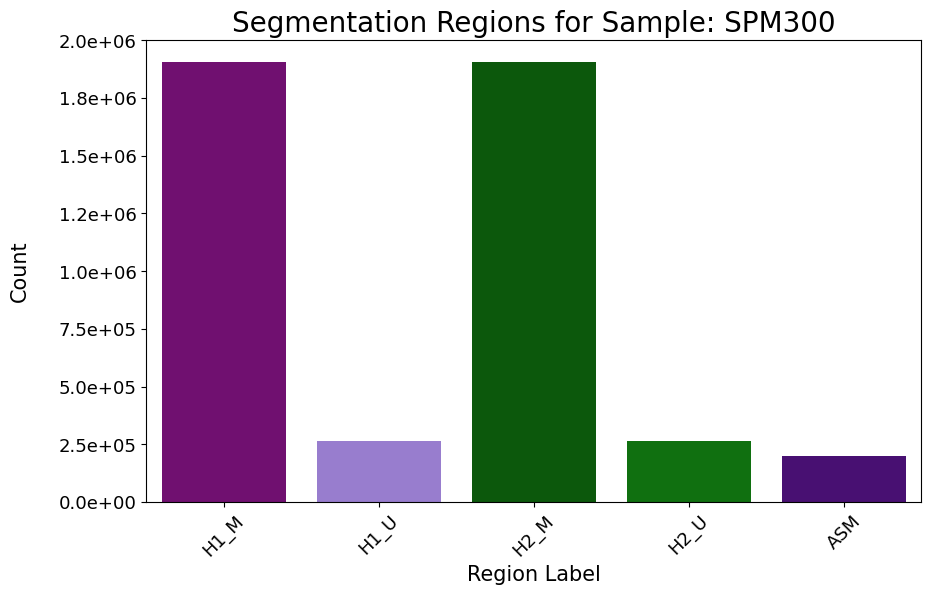 Segmentation Regions for Sample: SPM300
Count
2.0e+06
1.8e+06
1.5e+06
1.2e+06
1.0e+06
7.5e+05
5.0e+05
2.5e+05
0.0e+00
H1_M
H1_U
H2_M
H2_U
ASM
Region Label